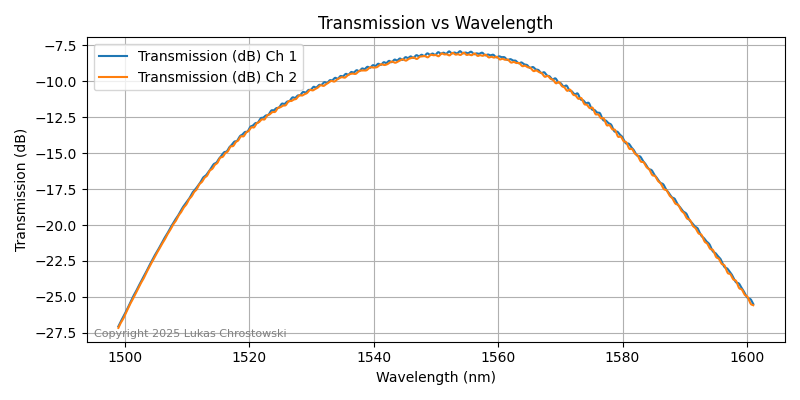 Transmission vs Wavelength
Transmission (dB) Ch 1
Transmission (dB) Ch 2
Transmission (dB)
−7.5
−10.0
−12.5
−15.0
−17.5
−20.0
−22.5
−25.0
−27.5
Copyright 2025 Lukas Chrostowski
1500 1520 1540 1560 1580 1600
Wavelength (nm)